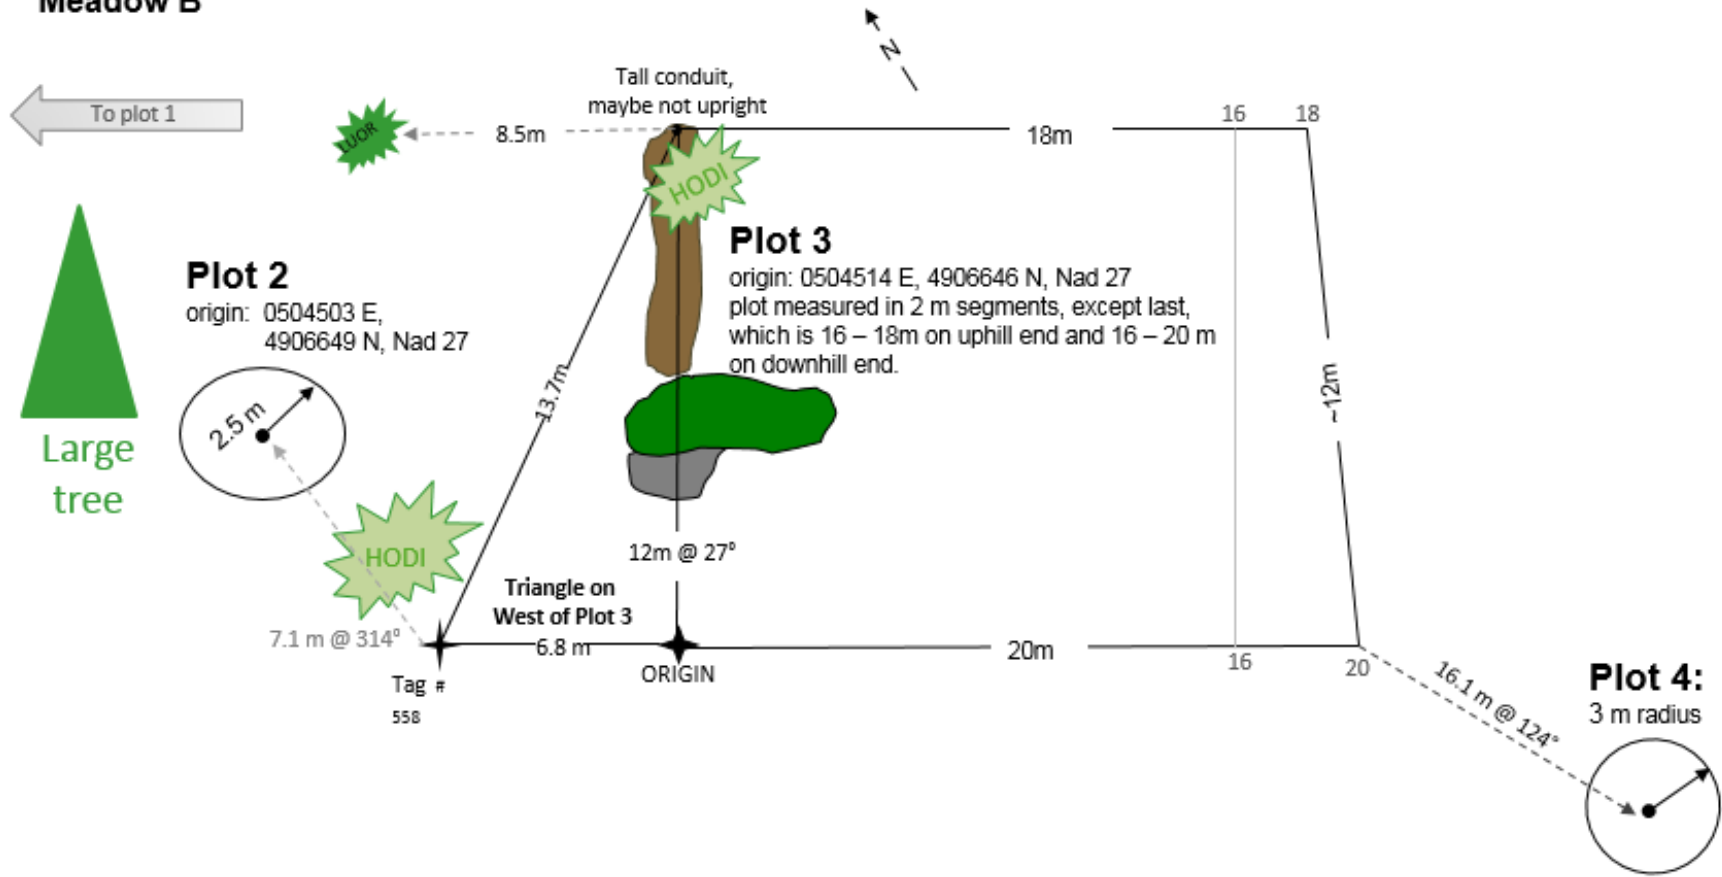 Meadow B
N
To plot 1
LUOR
8.5m
Tall conduit,
maybe not upright
18m
16
18
HODI
Plot 3
origin: 0504514 E, 4906646 N, Nad 27
plot measured in 2 m segments, except last,
which is 16 – 18m on uphill end and 16 – 20 m
on downhill end.
Plot 2
origin: 0504503 E,
4906649 N, Nad 27
2.5 m
Large
tree
13.7m
~12m
HODI
12m @ 27°
Triangle on
West of Plot 3
7.1 m @ 314°
6.8 m
ORIGIN
20m
16
20
Tag #
558
16.1 m @ 124°
Plot 4:
3 m radius